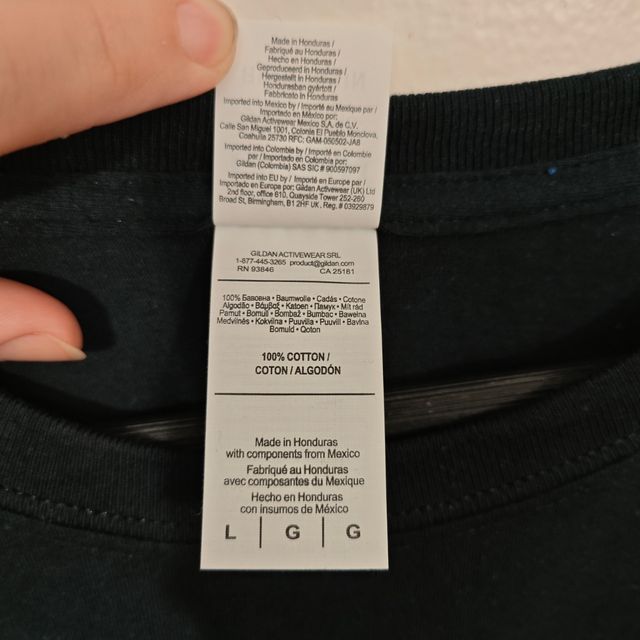 Made in Honduras /
Fabriqué au Honduras /
Hecho en Honduras /
Geproduceerd in Honduras /
Hergestellt in Honduras /
Hondurasban gyártott /
Fabbricato in Honduras
Imported into Mexico by / Importé au Mexique par /
Importado en México por:
Gildan Activewear Mexico S.A. de C.V.
Calle San Miguel 1001, Colonia El Pueblo Monclova,
Coahuila 25730 RFC: GAM-050502-JA8
Imported into Colombia by / Importé en Colombie
par / Importado en Colombia por:
Gildan (Colombia) SAS SIC # 900597097
Imported into EU by / Importé en Europe par /
Importado en Europe por: Gildan Activewear (UK) Ltd
2nd floor, office 610, Quayside Tower 252-260
Broad St, Birmingham, B1 2HF UK, Reg. # 03929879
GILDAN ACTIVEWEAR SRL
1-877-445-3265 product@gildan.com
RN 93846 CA 25181
100% Бавовна • Baumwolle • Cadás • Cotone
Algodão • Βάμβαξ • Katoen • Памук • Mit rád
Pamut • Bomull • Bombaž • Bumbac • Bawełna
Medvilnės • Kokvilna • Puuvilla • Puuvill • Bavlna
Bomuld • Qoton
100% COTTON /
COTON / ALGODÓN
Made in Honduras
with components from Mexico
Fabriqué au Honduras
avec composantes du Mexique
Hecho en Honduras
con insumos de México
L | G | G